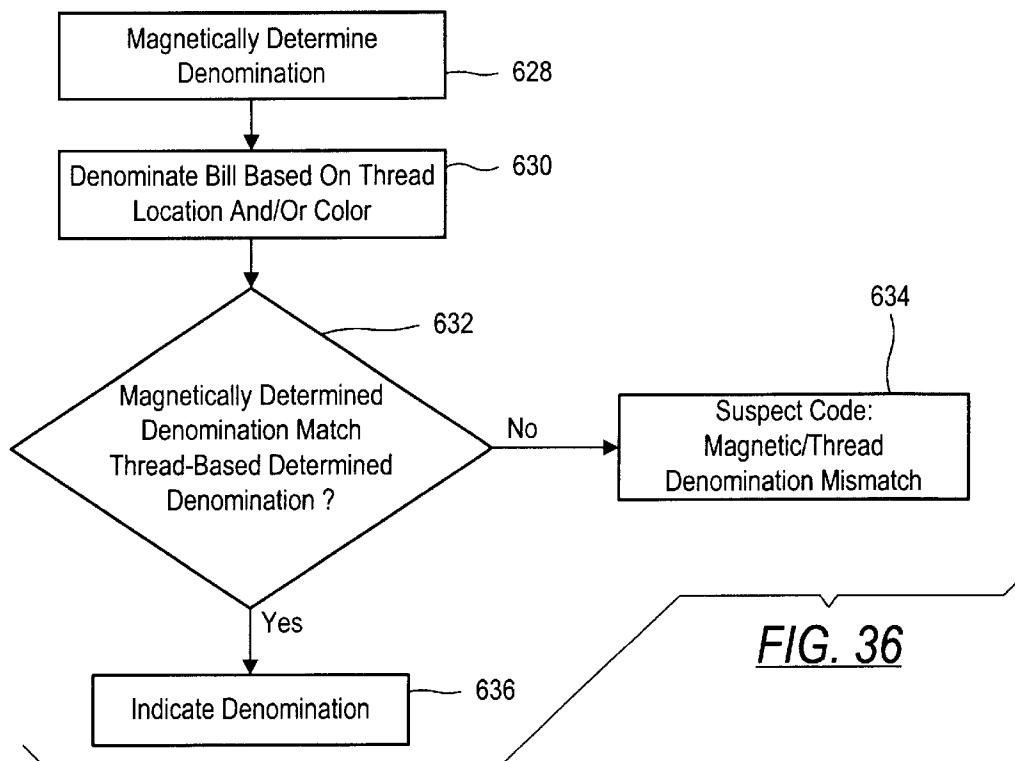 Magnetically Determine
Denomination
628
Denominate Bill Based On Thread
Location And/Or Color
630
632
Magnetically Determined
Denomination Match
Thread-Based Determined
Denomination ?
No
634
Suspect Code:
Magnetic/Thread
Denomination Mismatch
Yes
Indicate Denomination
636
FIG. 36